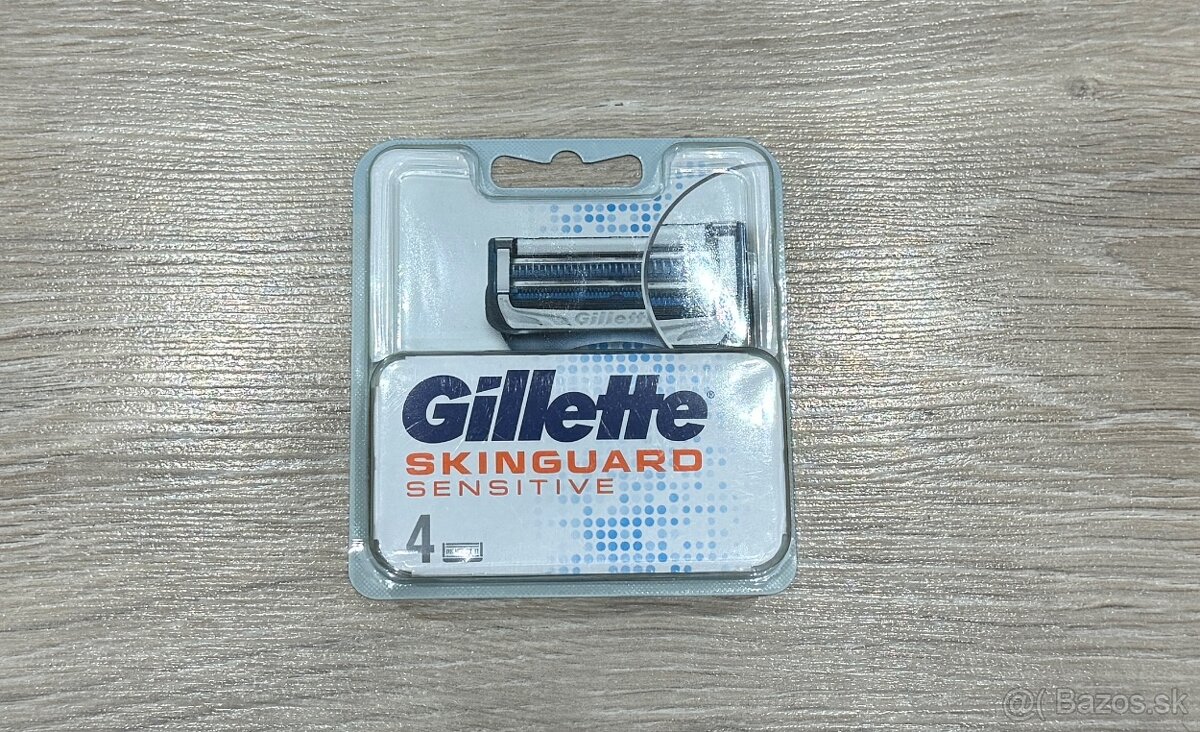 Gillette
Gillette®
SKINGUARD
SENSITIVE
4
@( Bazos.sk